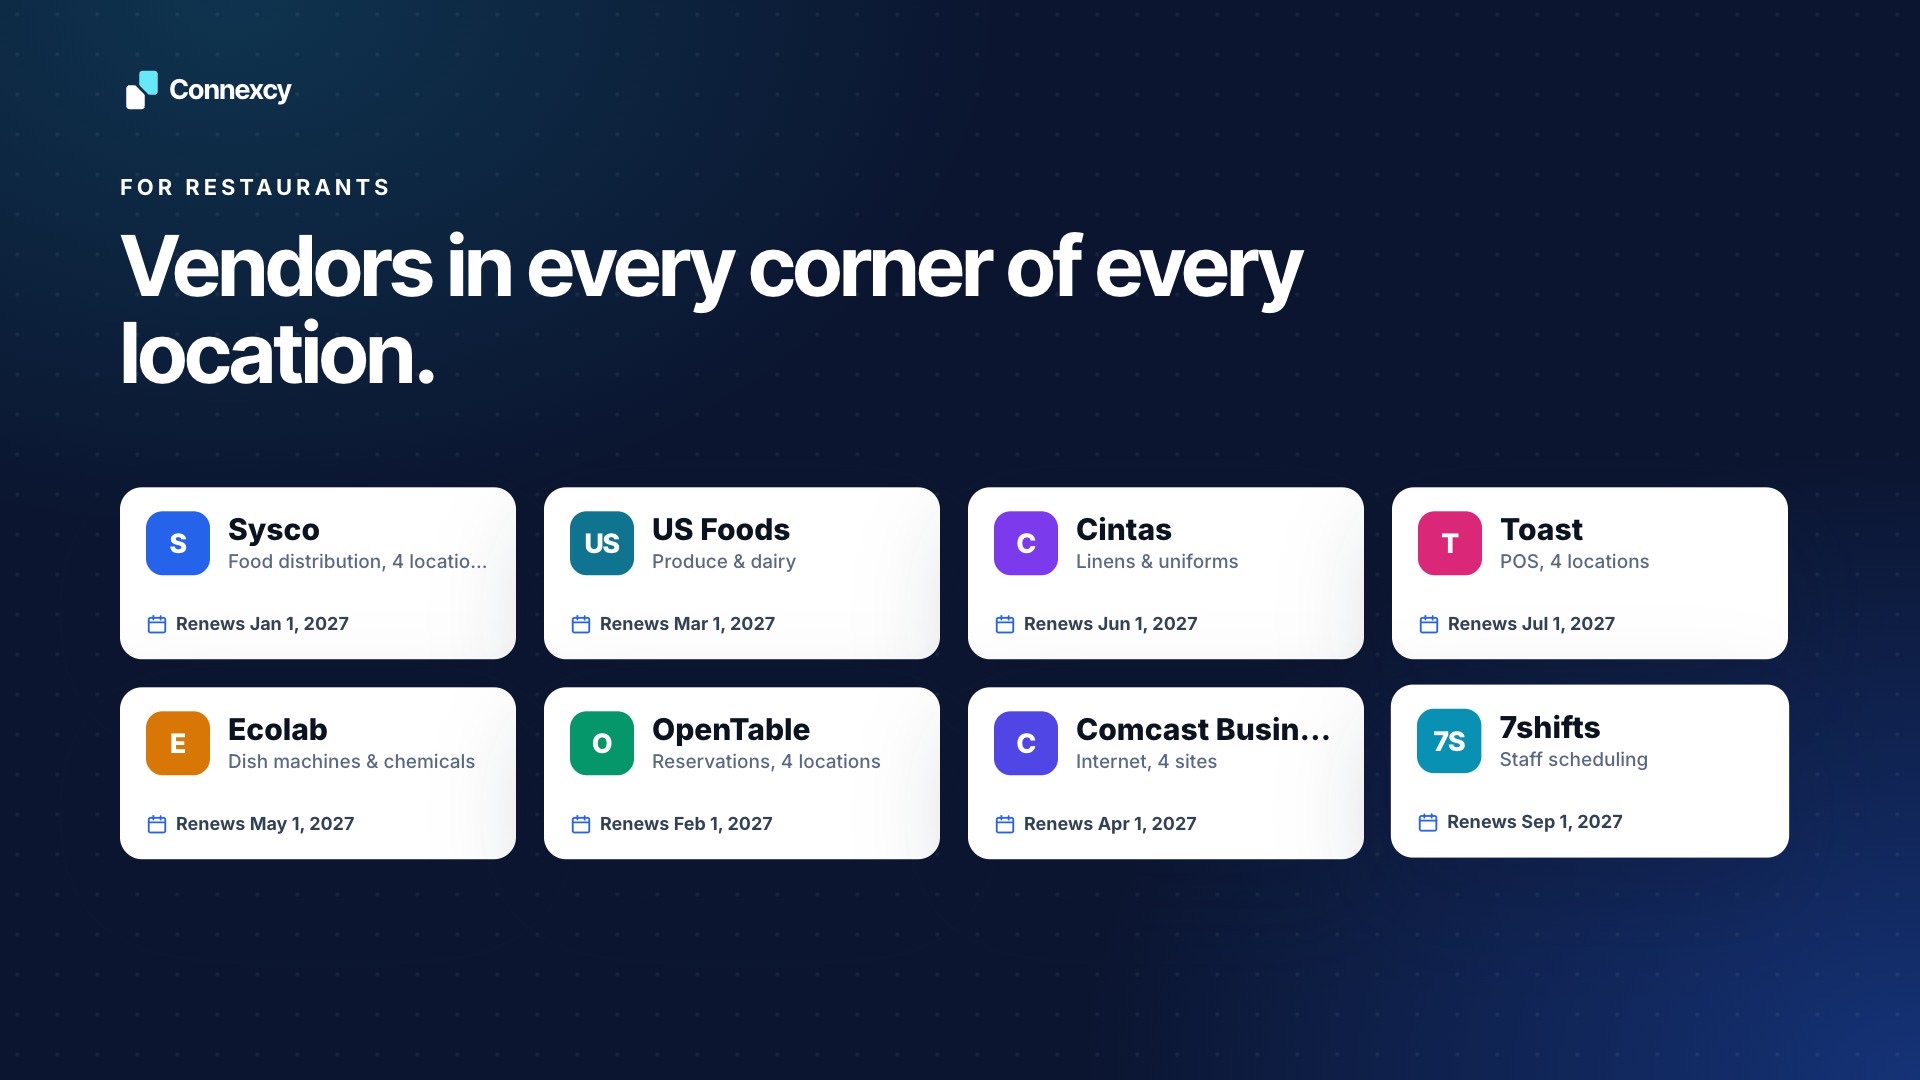 Connexcy
FOR RESTAURANTS
Vendors in every corner of every
location.
S
Sysco
Food distribution, 4 locatio...
Renews Jan 1, 2027
US
US Foods
Produce & dairy
Renews Mar 1, 2027
C
Cintas
Linens & uniforms
Renews Jun 1, 2027
T
Toast
POS, 4 locations
Renews Jul 1, 2027
E
Ecolab
Dish machines & chemicals
Renews May 1, 2027
O
OpenTable
Reservations, 4 locations
Renews Feb 1, 2027
C
Comcast Busin...
Internet, 4 sites
Renews Apr 1, 2027
7S
7shifts
Staff scheduling
Renews Sep 1, 2027